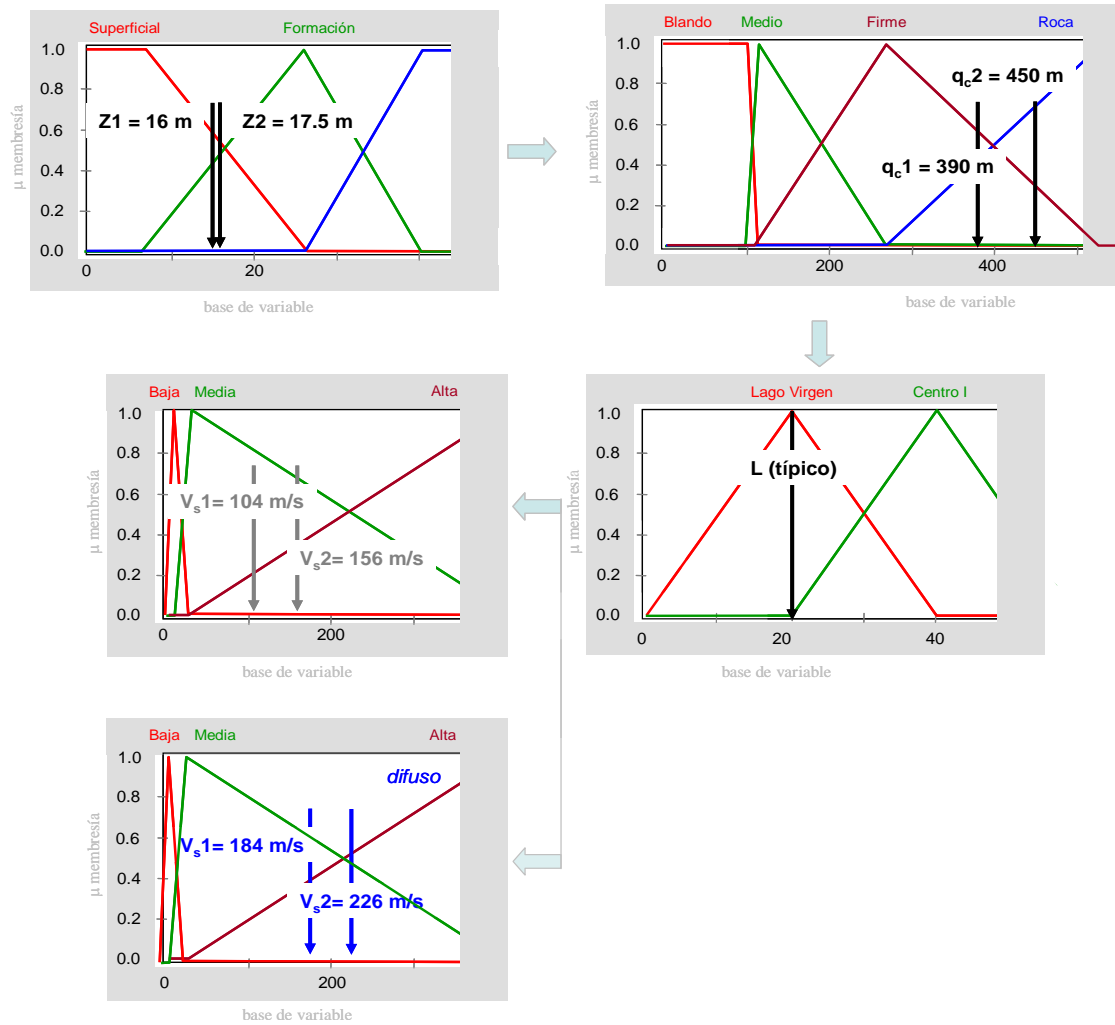 Superficial Formación
1.0
0.8
0.6
0.4
0.2
0.0
μ membresía
Z1 = 16 m Z2 = 17.5 m
0 20
base de variable
Blando Medio Firme Roca
1.0
0.8
0.6
0.4
0.2
0.0
μ membresía
qc2 = 450 m
qc1 = 390 m
0 200 400
base de variable
Baja Media Alta
1.0
0.8
0.6
0.4
0.2
0.0
μ membresía
Vs1= 104 m/s
Vs2= 156 m/s
200
base de variable
Lago Virgen Centro I
1.0
0.8
0.6
0.4
0.2
0.0
μ membresía
L (típico)
0 20 40
base de variable
Baja Media Alta
1.0
0.8
0.6
0.4
0.2
0.0
μ membresía
difuso
Vs1= 184 m/s
Vs2= 226 m/s
0 200
base de variable